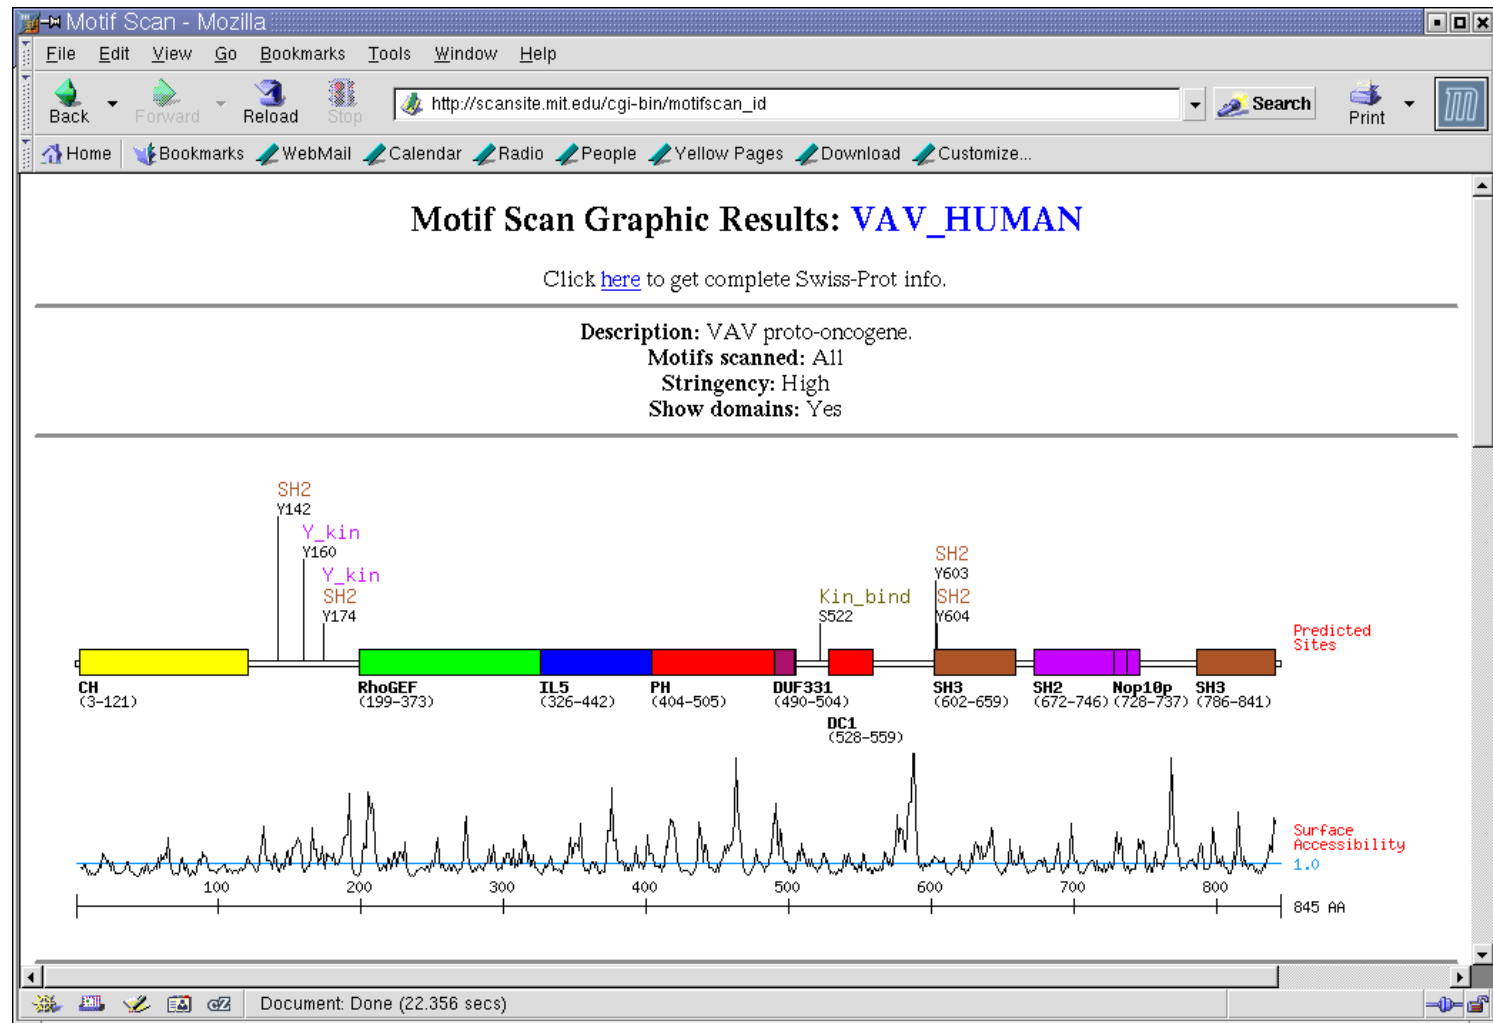 Motif Scan - Mozilla
File Edit View Go Bookmarks Tools Window Help
Back Forward Reload Stop http://scansite.mit.edu/cgi-bin/motifscan_id Search Print
Home Bookmarks WebMail Calendar Radio People Yellow Pages Download Customize...
Motif Scan Graphic Results: VAV_HUMAN
Click here to get complete Swiss-Prot info.
Description: VAV proto-oncogene.
Motifs scanned: All
Stringency: High
Show domains: Yes
SH2
Y142
Y_kin
Y160
Y_kin
SH2
Y174
Kin_bind
S522
SH2
Y603
SH2
Y604
Predicted
Sites
CH
(3-121)
RhoGEF
(199-373)
IL5
(326-442)
PH
(404-505)
DUF331
(490-504)
DC1
(528-559)
SH3
(602-659)
SH2
(672-746)
Nop10p
(728-737)
SH3
(786-841)
Surface
Accessibility
1.0
100 200 300 400 500 600 700 800
845 AA
Document: Done (22.356 secs)